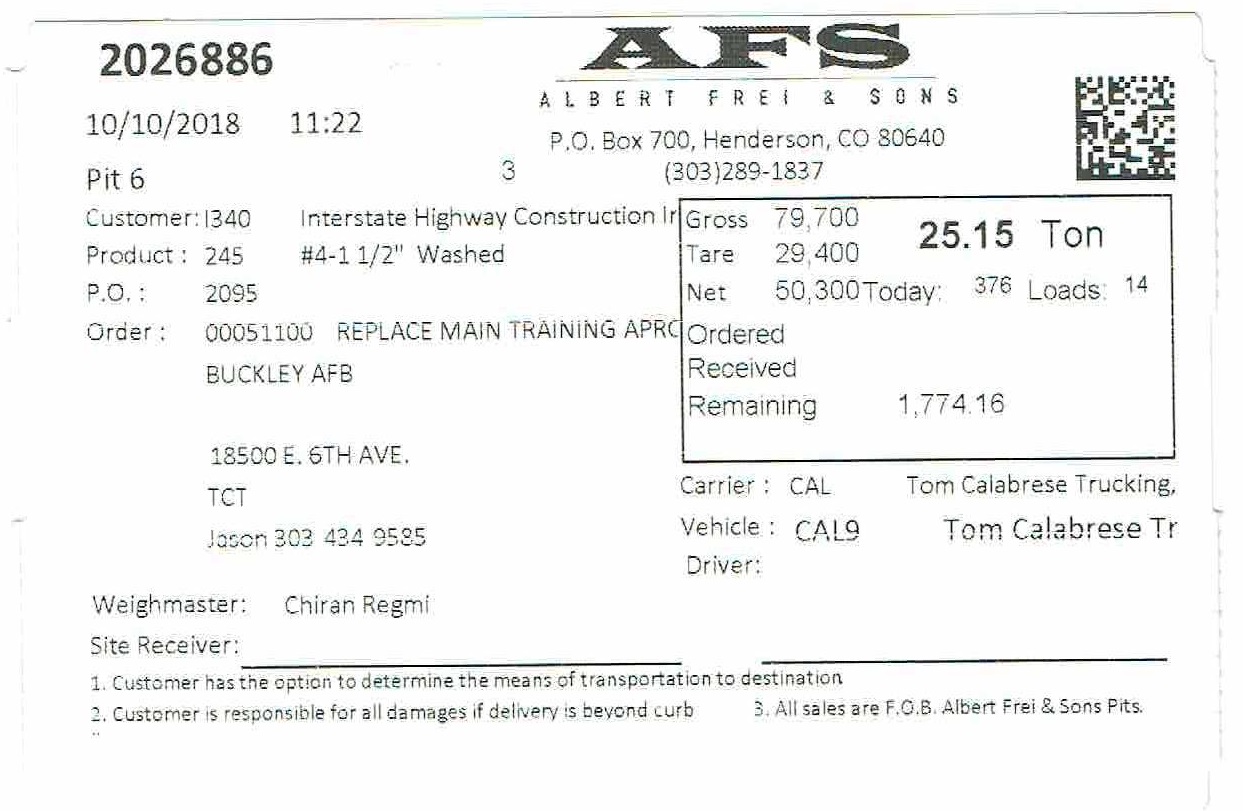 2026886
AFS
ALBERT FREI & SONS
10/10/2018 11:22
P.O. Box 700, Henderson, CO 80640
Pit 6 3 (303)289-1837
Customer: I340 Interstate Highway Construction Ir
Product : 245 #4-1 1/2" Washed
P.O. : 2095
Order : 00051100 REPLACE MAIN TRAINING APRO
BUCKLEY AFB
18500 E. 6TH AVE.
TCT
Jason 303 434 9585
Gross 79,700 25.15 Ton
Tare 29,400
Net 50,300 Today: 376 Loads: 14
Ordered
Received
Remaining 1,774.16
Carrier : CAL Tom Calabrese Trucking,
Vehicle : CAL9 Tom Calabrese Tr
Driver:
Weighmaster: Chiran Regmi
Site Receiver:
1. Customer has the option to determine the means of transportation to destination
2. Customer is responsible for all damages if delivery is beyond curb 3. All sales are F.O.B. Albert Frei & Sons Pits.